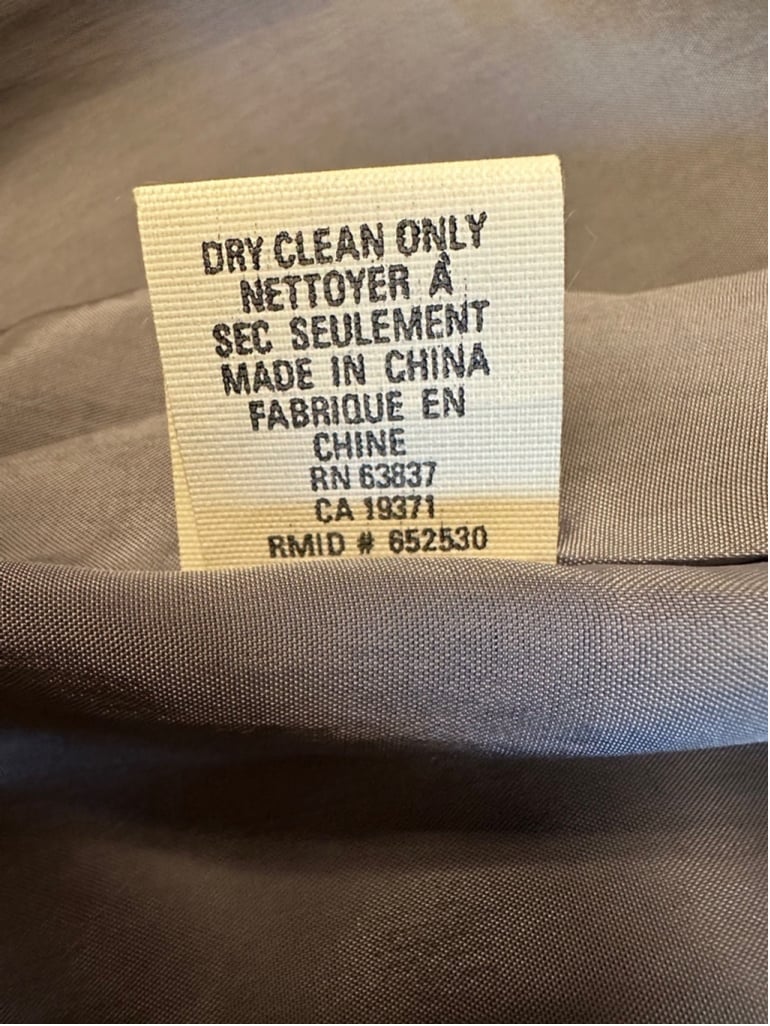 DRY CLEAN ONLY
NETTOYER À
SEC SEULEMENT
MADE IN CHINA
FABRIQUE EN
CHINE
RN 63837
CA 19371
RMID # 652530